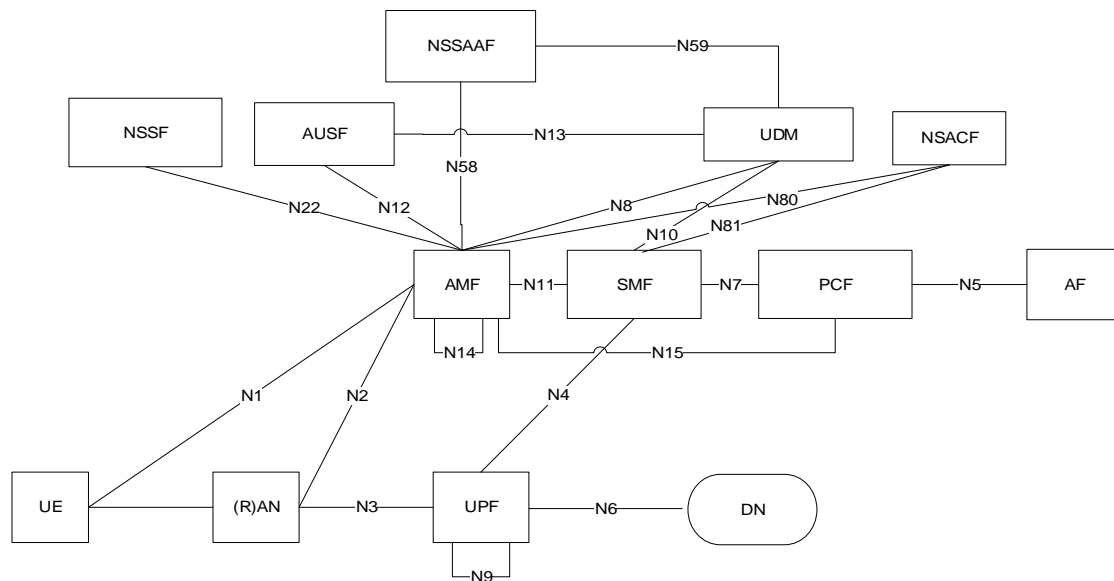 NSSAAF
N59
NSSF
AUSF
N13
UDM
NSACF
N58
N22
N12
N8
N80
N10
N81
AMF
N11
SMF
N7
PCF
N5
AF
N14
N15
N1
N2
N4
UE
(R)AN
N3
UPF
N6
DN
N9